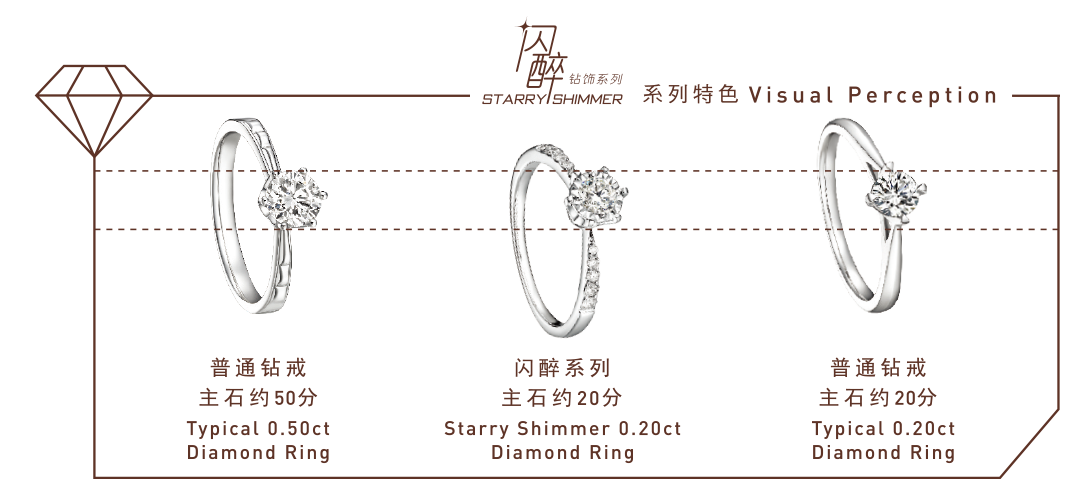 闪醉
钻饰系列
STARRY SHIMMER
系列特色 Visual Perception
普通钻戒
主石约50分
Typical 0.50ct
Diamond Ring
闪醉系列
主石约20分
Starry Shimmer 0.20ct
Diamond Ring
普通钻戒
主石约20分
Typical 0.20ct
Diamond Ring